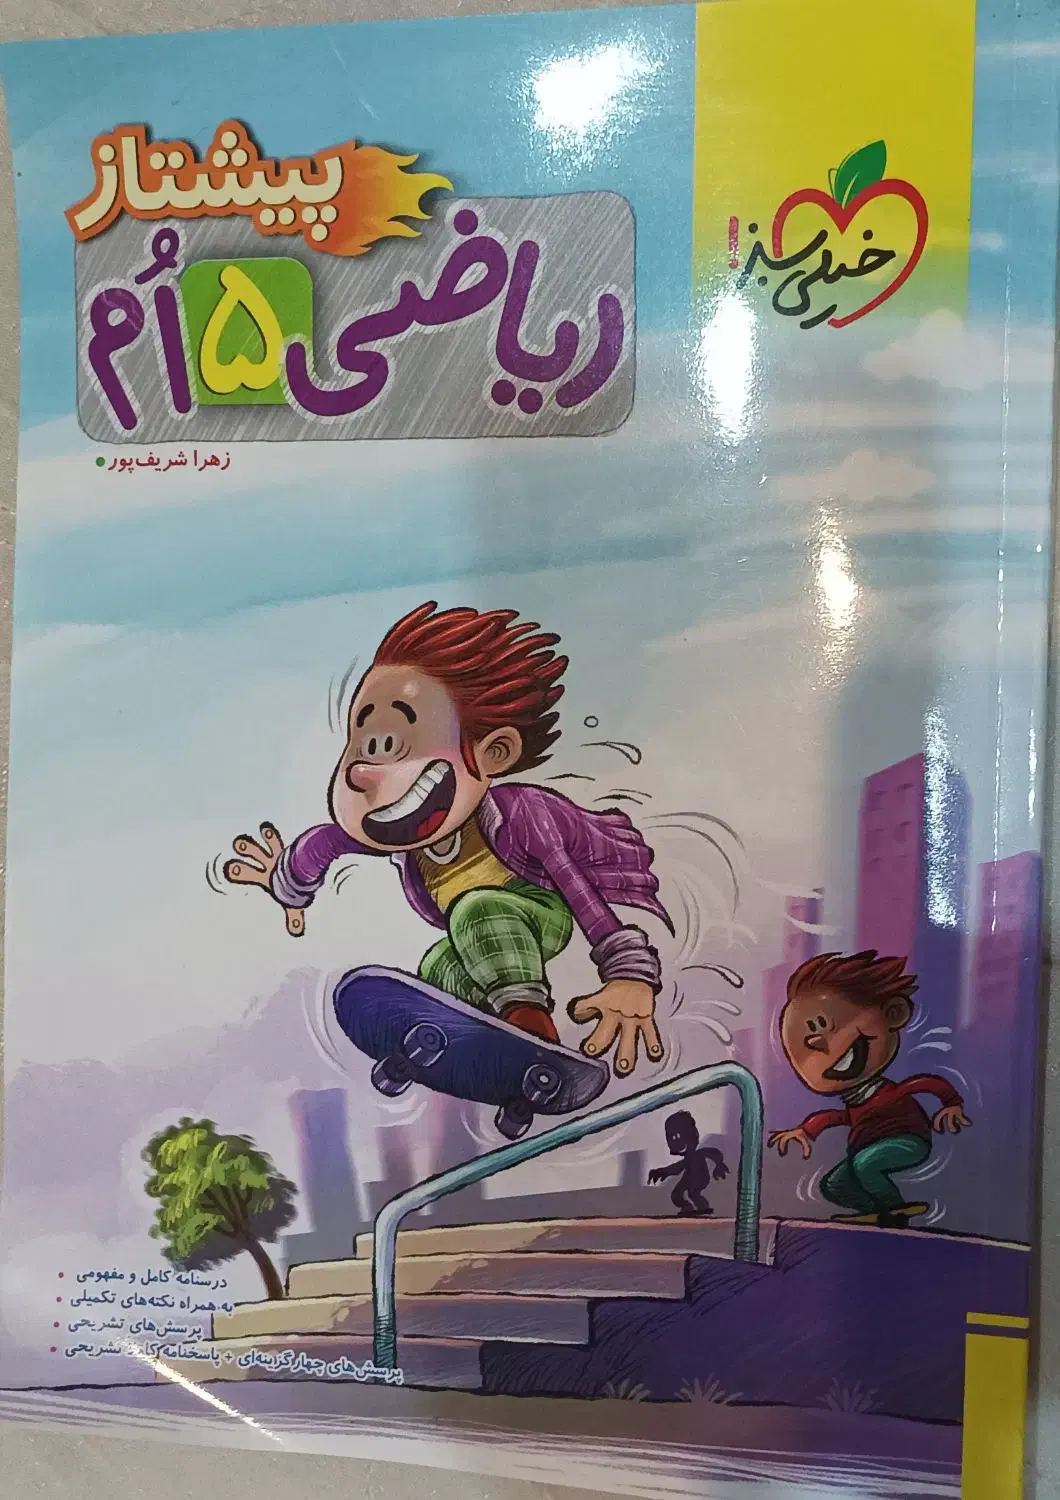 پیشتاز
ریاضی ۵ اُم
خیلی سبز!
زهرا شریف‌پور
درسنامه کامل و مفهومی
به همراه نکته‌های تکمیلی
پرسش‌های تشریحی
پرسش‌های چهارگزینه‌ای + پاسخنامه کاملاً تشریحی